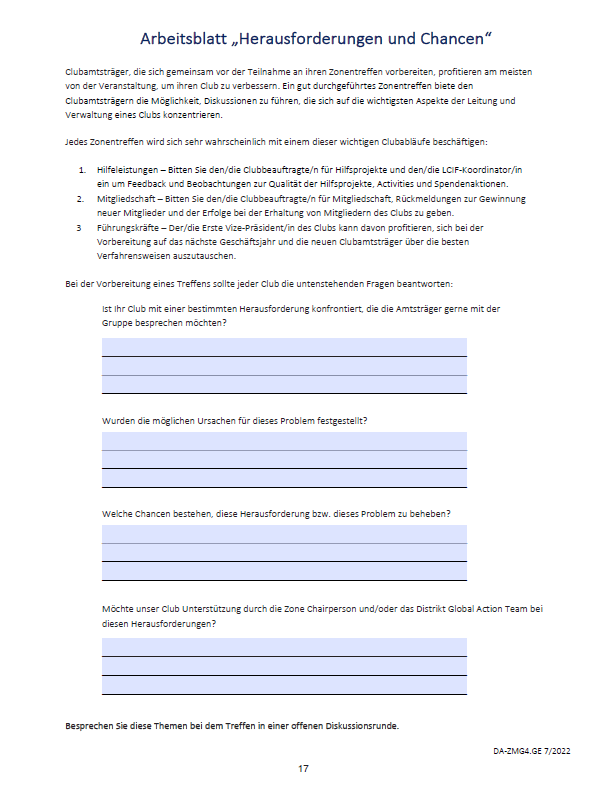 Arbeitsblatt „Herausforderungen und Chancen“
Clubamtsträger, die sich gemeinsam vor der Teilnahme an ihren Zonentreffen vorbereiten, profitieren am meisten
von der Veranstaltung, um ihren Club zu verbessern. Ein gut durchgeführtes Zonentreffen biete den
Clubamtsträgern die Möglichkeit, Diskussionen zu führen, die sich auf die wichtigsten Aspekte der Leitung und
Verwaltung eines Clubs konzentrieren.
Jedes Zonentreffen wird sich sehr wahrscheinlich mit einem dieser wichtigen Clubabläufe beschäftigen:
1. Hilfeleistungen – Bitten Sie den/die Clubbeauftragte/n für Hilfsprojekte und den/die LCIF-Koordinator/in
ein um Feedback und Beobachtungen zur Qualität der Hilfsprojekte, Activities und Spendenaktionen.
2. Mitgliedschaft – Bitten Sie den/die Clubbeauftragte/n für Mitgliedschaft, Rückmeldungen zur Gewinnung
neuer Mitglieder und der Erfolge bei der Erhaltung von Mitgliedern des Clubs zu geben.
3 Führungskräfte – Der/die Erste Vize-Präsident/in des Clubs kann davon profitieren, sich bei der
Vorbereitung auf das nächste Geschäftsjahr und die neuen Clubamtsträger über die besten
Verfahrensweisen auszutauschen.
Bei der Vorbereitung eines Treffens sollte jeder Club die untenstehenden Fragen beantworten:
Ist Ihr Club mit einer bestimmten Herausforderung konfrontiert, die die Amtsträger gerne mit der
Gruppe besprechen möchten?
Wurden die möglichen Ursachen für dieses Problem festgestellt?
Welche Chancen bestehen, diese Herausforderung bzw. dieses Problem zu beheben?
Möchte unser Club Unterstützung durch die Zone Chairperson und/oder das Distrikt Global Action Team bei
diesen Herausforderungen?
Besprechen Sie diese Themen bei dem Treffen in einer offenen Diskussionsrunde.
DA-ZMG4.GE 7/2022
17